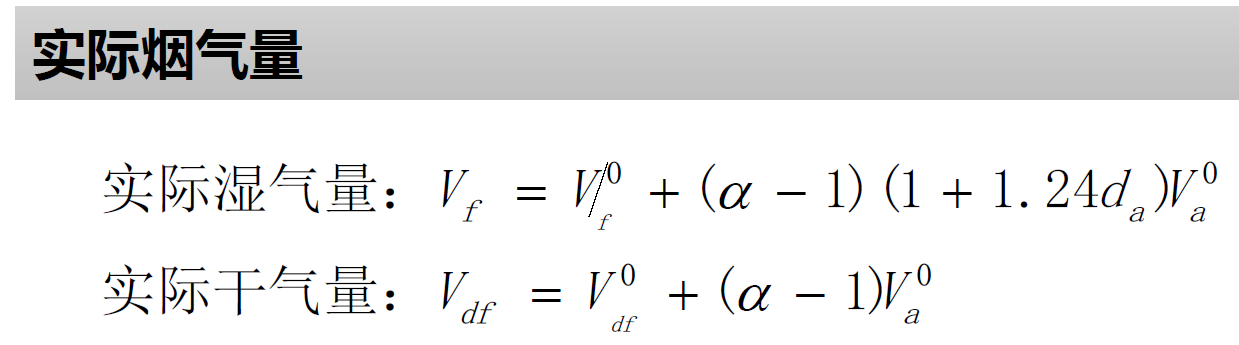 实际烟气量
实际湿气量：V_f = V_f^0 + (α − 1)(1 + 1.24d_a)V_a^0
实际干气量：V_df = V_df^0 + (α − 1)V_a^0